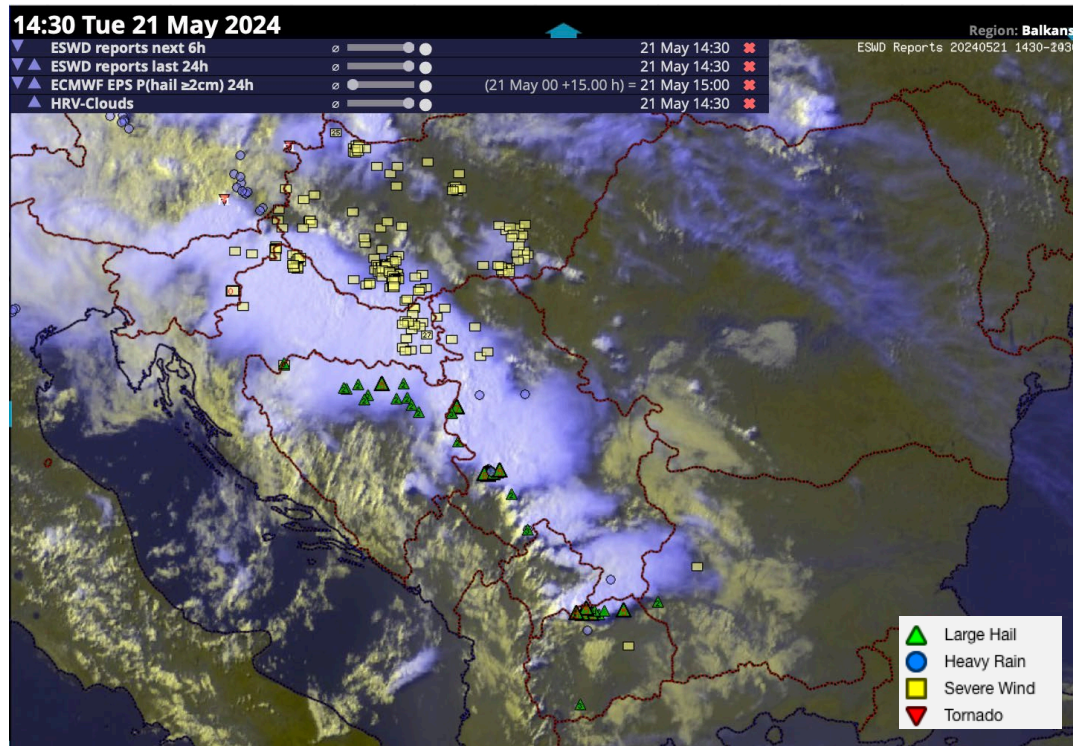 14:30 Tue 21 May 2024
Region: Balkans
ESWD reports next 6h ⌀ 21 May 14:30
ESWD Reports 20240521 1430-
ESWD reports last 24h ⌀ 21 May 14:30
ECMWF EPS P(hail ≥2cm) 24h ⌀ (21 May 00 +15.00 h) = 21 May 15:00
HRV-Clouds ⌀ 21 May 14:30
25
27
Large Hail
Heavy Rain
Severe Wind
Tornado